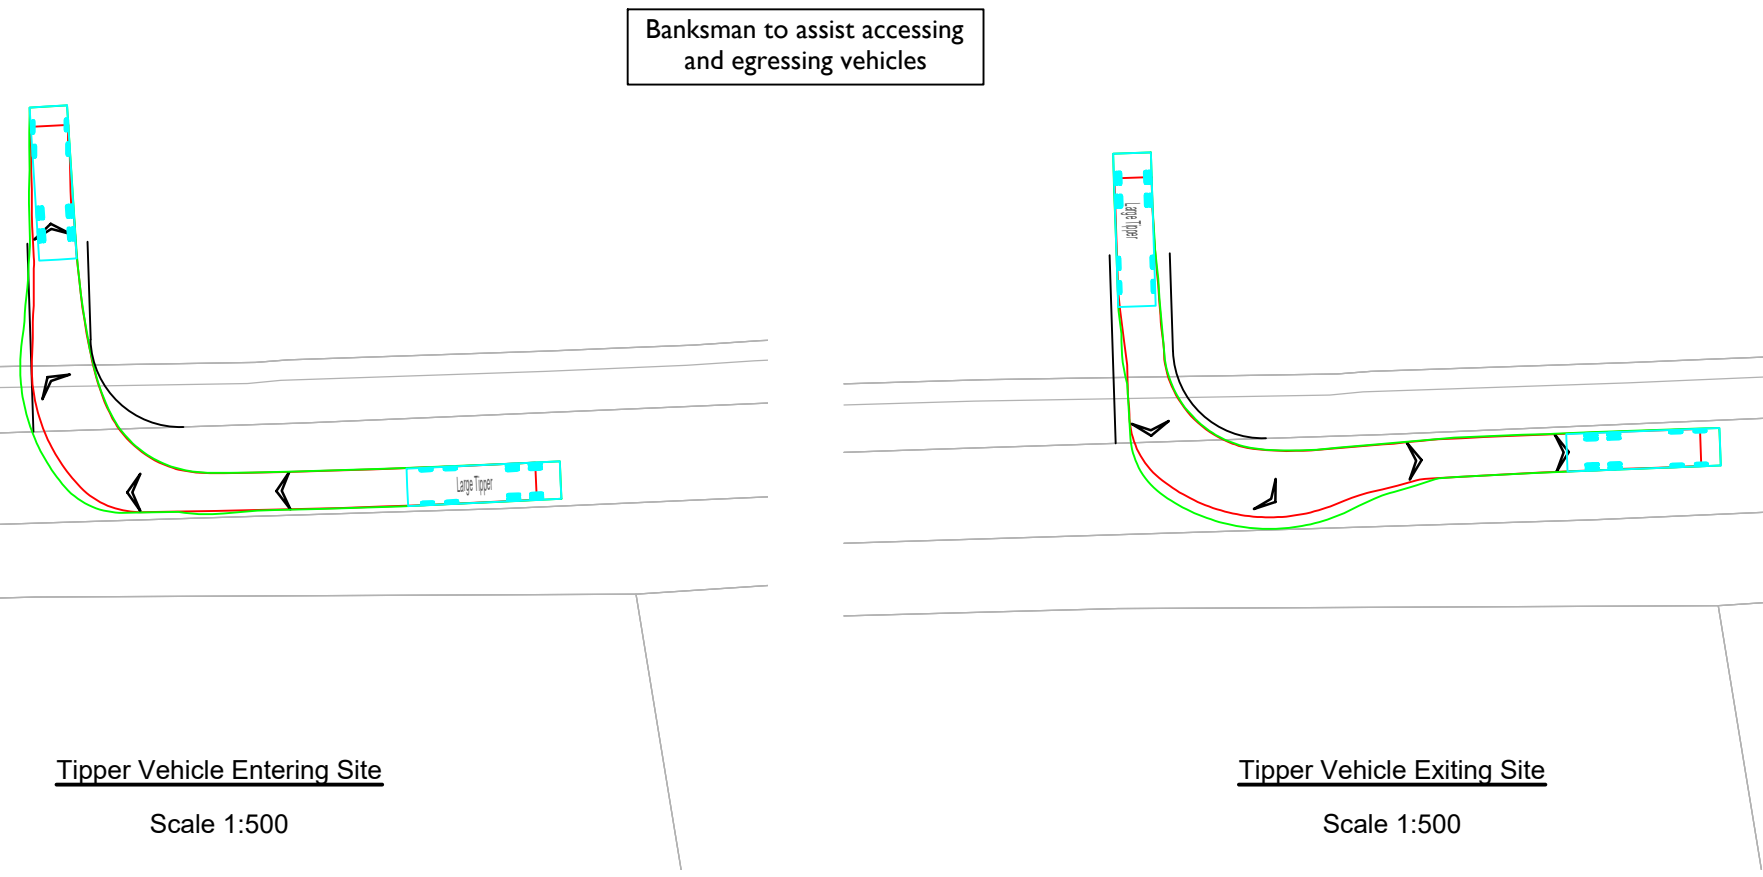 Banksman to assist accessing
and egressing vehicles
Large Tipper
Large Tipper
Tipper Vehicle Entering Site
Scale 1:500
Tipper Vehicle Exiting Site
Scale 1:500